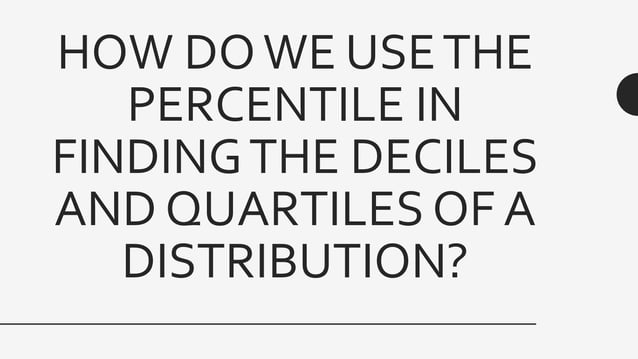 HOW DO WE USE THE
PERCENTILE IN
FINDING THE DECILES
AND QUARTILES OF A
DISTRIBUTION?